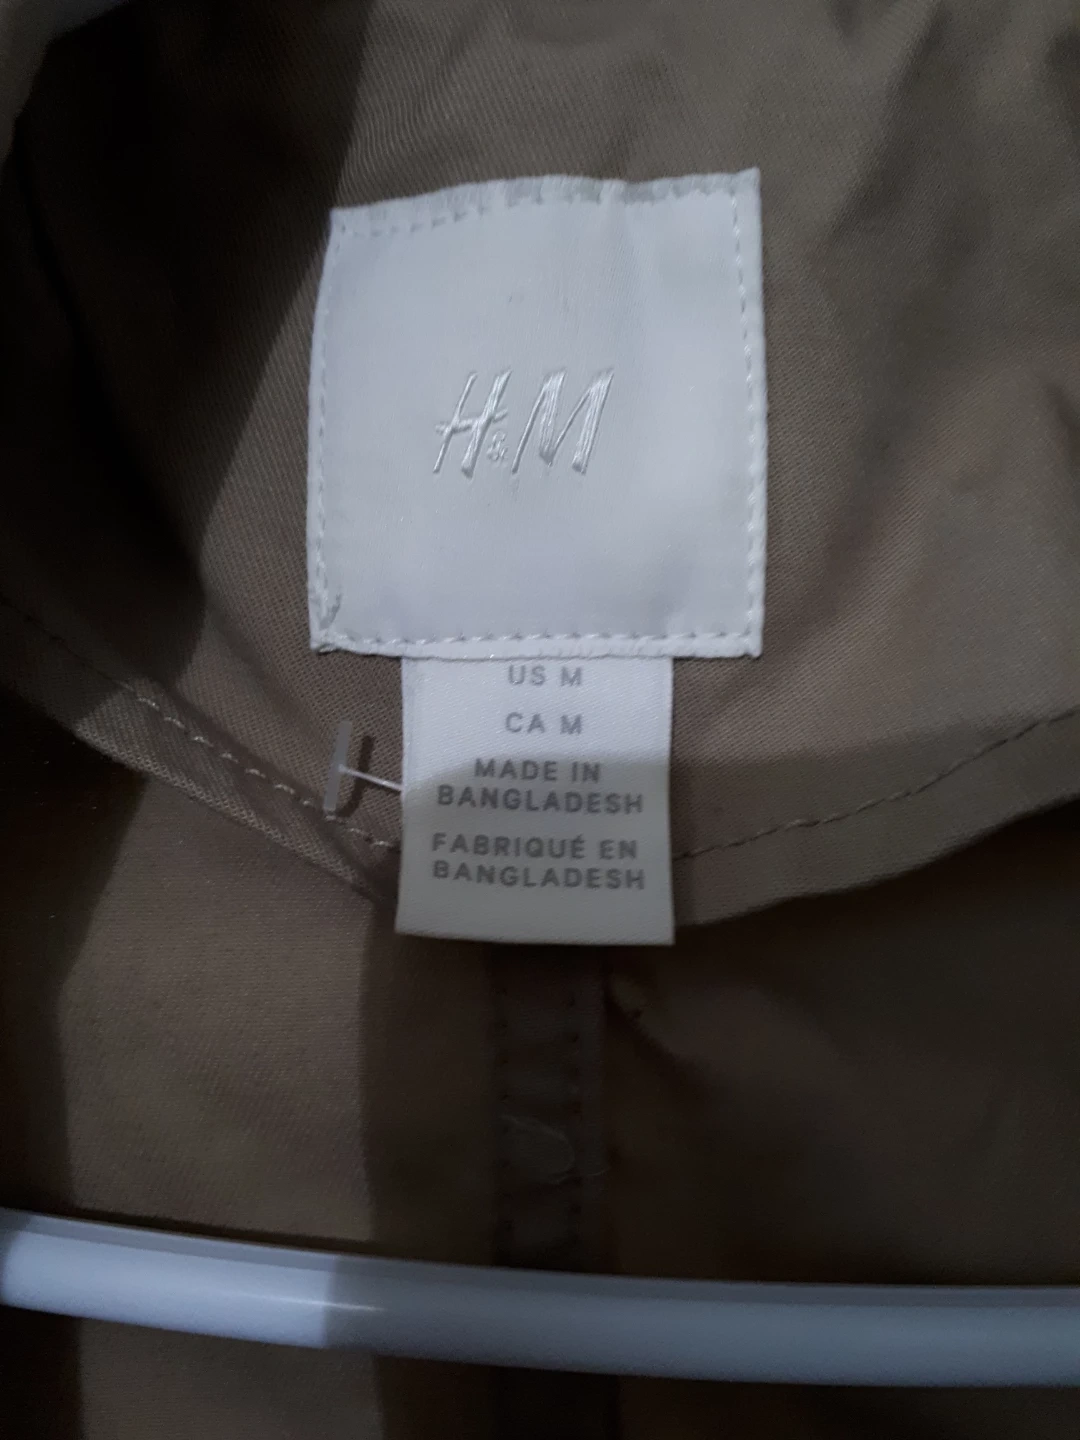 H&M
US M
CA M
MADE IN
BANGLADESH
FABRIQUÉ EN
BANGLADESH